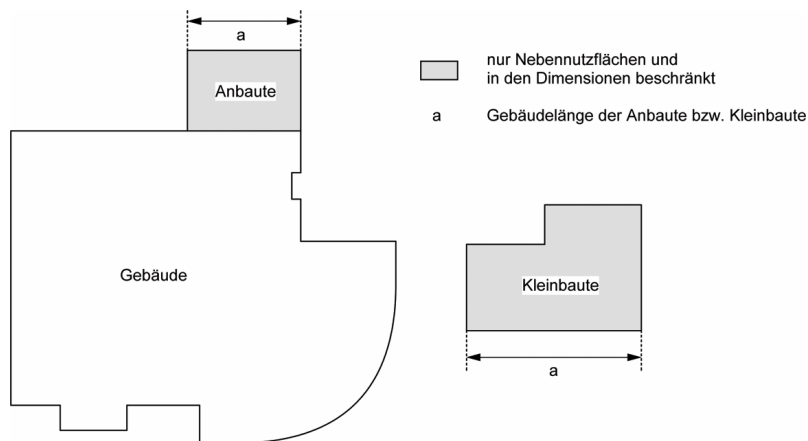 a
Anbaute
nur Nebennutzflächen und
in den Dimensionen beschränkt
a Gebäudelänge der Anbaute bzw. Kleinbaute
Gebäude
Kleinbaute
a